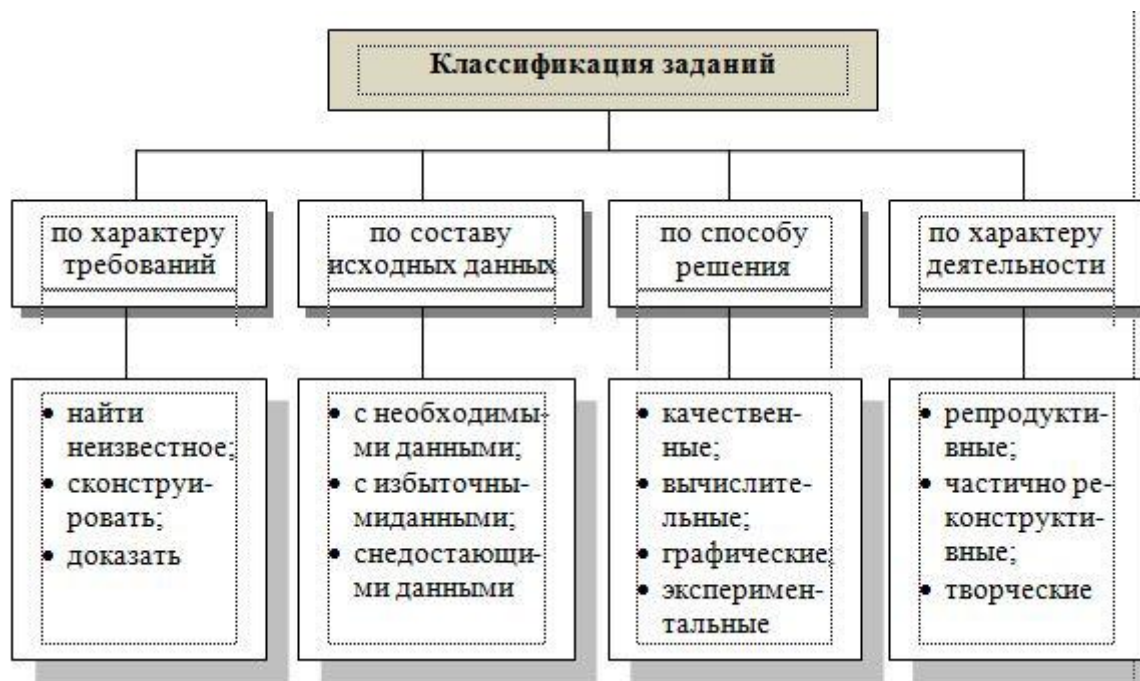 Классификация заданий
по характеру
требований
по составу
исходных данных
по способу
решения
по характеру
деятельности
• найти
неизвестное;
• сконструи-
ровать;
• доказать
• с необходимы-
ми данными;
• с избыточны-
миданными;
• снедостающи-
ми данными
• качествен-
ные;
• вычислите-
льные;
• графические;
• эксперимен-
тальные
• репродукти-
вные;
• частично ре-
конструкти-
вные;
• творческие